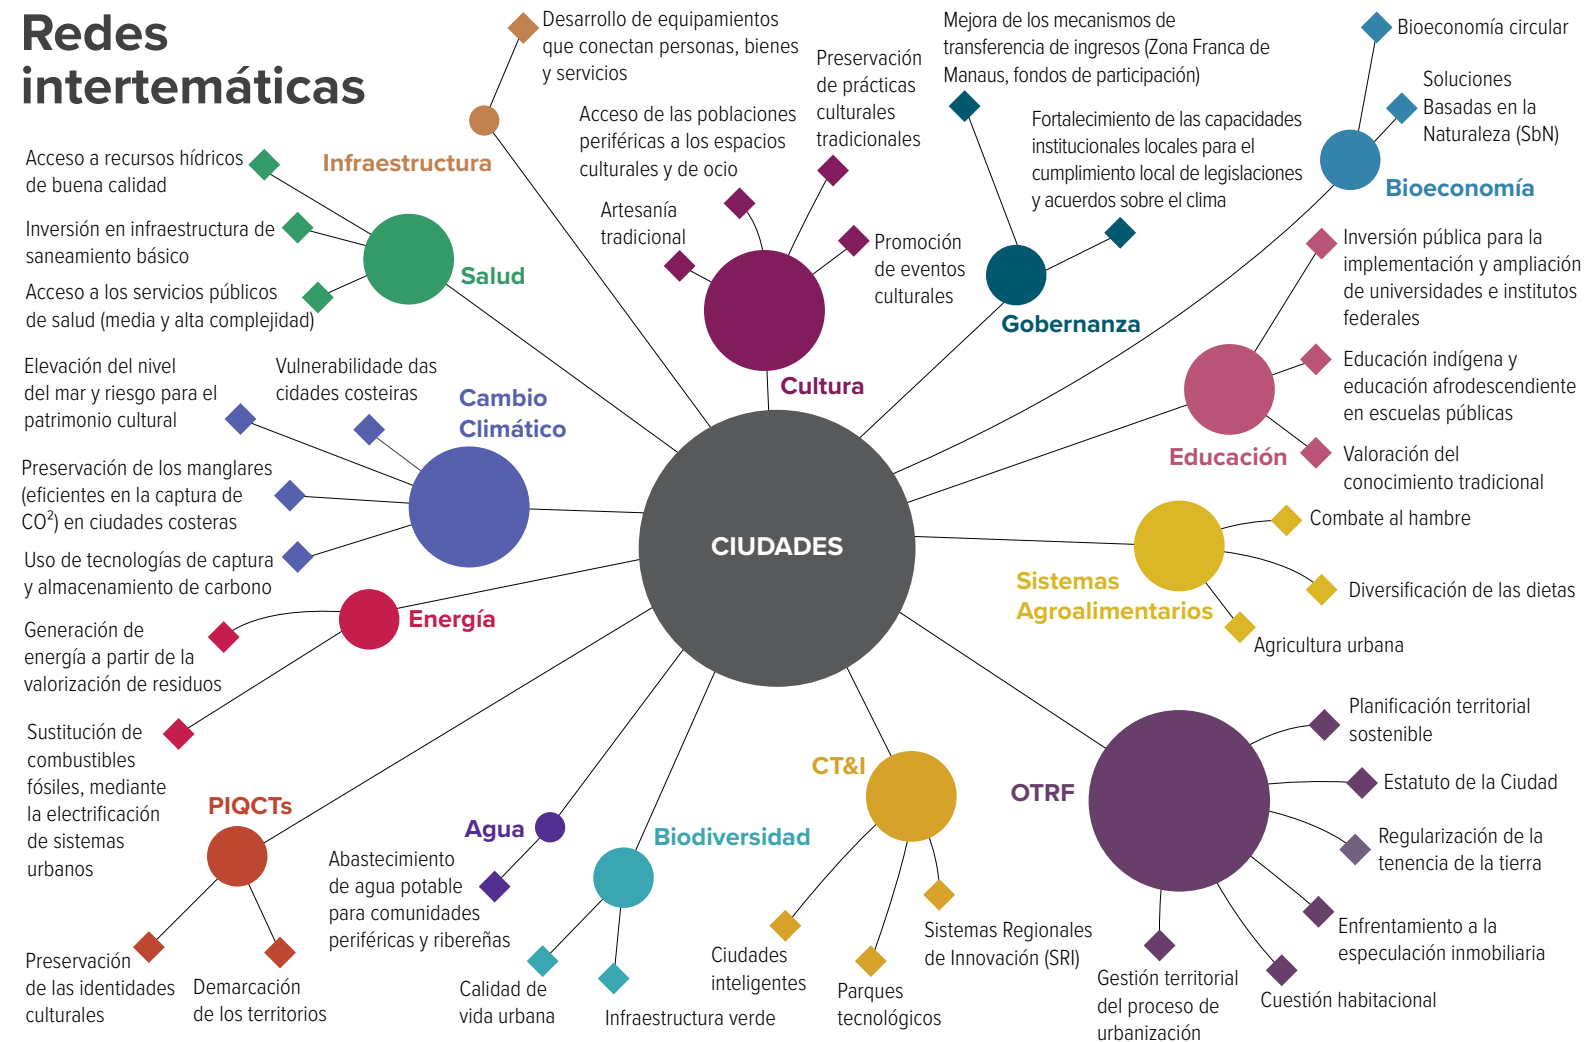 Redes
intertemáticas
Desarrollo de equipamientos
que conectan personas, bienes
y servicios
Infraestructura
Acceso a recursos hídricos
de buena calidad
Inversión en infraestructura de
saneamiento básico
Acceso a los servicios públicos
de salud (media y alta complejidad)
Salud
Acceso de las poblaciones
periféricas a los espacios
culturales y de ocio
Preservación
de prácticas
culturales
tradicionales
Artesanía
tradicional
Promoción
de eventos
culturales
Cultura
Mejora de los mecanismos de
transferencia de ingresos (Zona Franca de
Manaus, fondos de participación)
Fortalecimiento de las capacidades
institucionales locales para el
cumplimiento local de legislaciones
y acuerdos sobre el clima
Gobernanza
Bioeconomía circular
Soluciones
Basadas en la
Naturaleza (SbN)
Bioeconomía
Inversión pública para la
implementación y ampliación
de universidades e institutos
federales
Educación indígena y
educación afrodescendiente
en escuelas públicas
Valoración del
conocimiento tradicional
Educación
Elevación del nivel
del mar y riesgo para el
patrimonio cultural
Vulnerabilidade das
cidades costeiras
Cambio
Climático
Preservación de los manglares
(eficientes en la captura de
CO²) en ciudades costeras
Uso de tecnologías de captura
y almacenamiento de carbono
CIUDADES
Combate al hambre
Diversificación de las dietas
Agricultura urbana
Sistemas
Agroalimentarios
Energía
Generación de
energía a partir de la
valorización de residuos
Sustitución de
combustibles
fósiles, mediante
la electrificación
de sistemas
urbanos
PIQCTs
Preservación
de las identidades
culturales
Demarcación
de los territorios
Agua
Abastecimiento
de agua potable
para comunidades
periféricas y ribereñas
Biodiversidad
Calidad de
vida urbana
Infraestructura verde
CT&I
Ciudades
inteligentes
Parques
tecnológicos
Sistemas Regionales
de Innovación (SRI)
OTRF
Planificación territorial
sostenible
Estatuto de la Ciudad
Regularización de la
tenencia de la tierra
Enfrentamiento a la
especulación inmobiliaria
Cuestión habitacional
Gestión territorial
del proceso de
urbanización